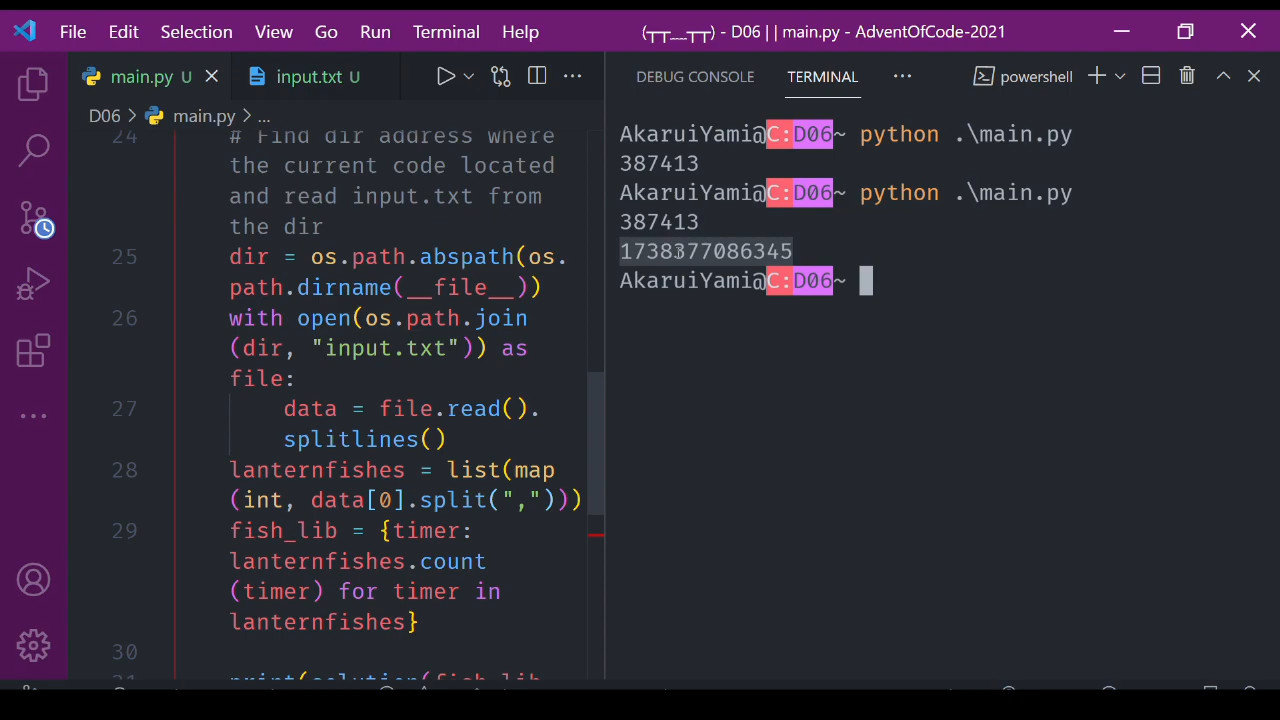 File Edit Selection View Go Run Terminal Help (┬┬﹏┬┬) - D06 | | main.py - AdventOfCode-2021
main.py U input.txt U
D06 > main.py > ...
24 # Find dir address where
the current code located
and read input.txt from
the dir
25 dir = os.path.abspath(os.
path.dirname(__file__))
26 with open(os.path.join
(dir, "input.txt")) as
file:
27 data = file.read().
splitlines()
28 lanternfishes = list(map
(int, data[0].split(",")))
29 fish_lib = {timer:
lanternfishes.count
(timer) for timer in
lanternfishes}
30
31 print(solution(fish_lib
DEBUG CONSOLE TERMINAL ... powershell
AkaruiYami@C:D06~ python .\main.py
387413
AkaruiYami@C:D06~ python .\main.py
387413
1738377086345
AkaruiYami@C:D06~